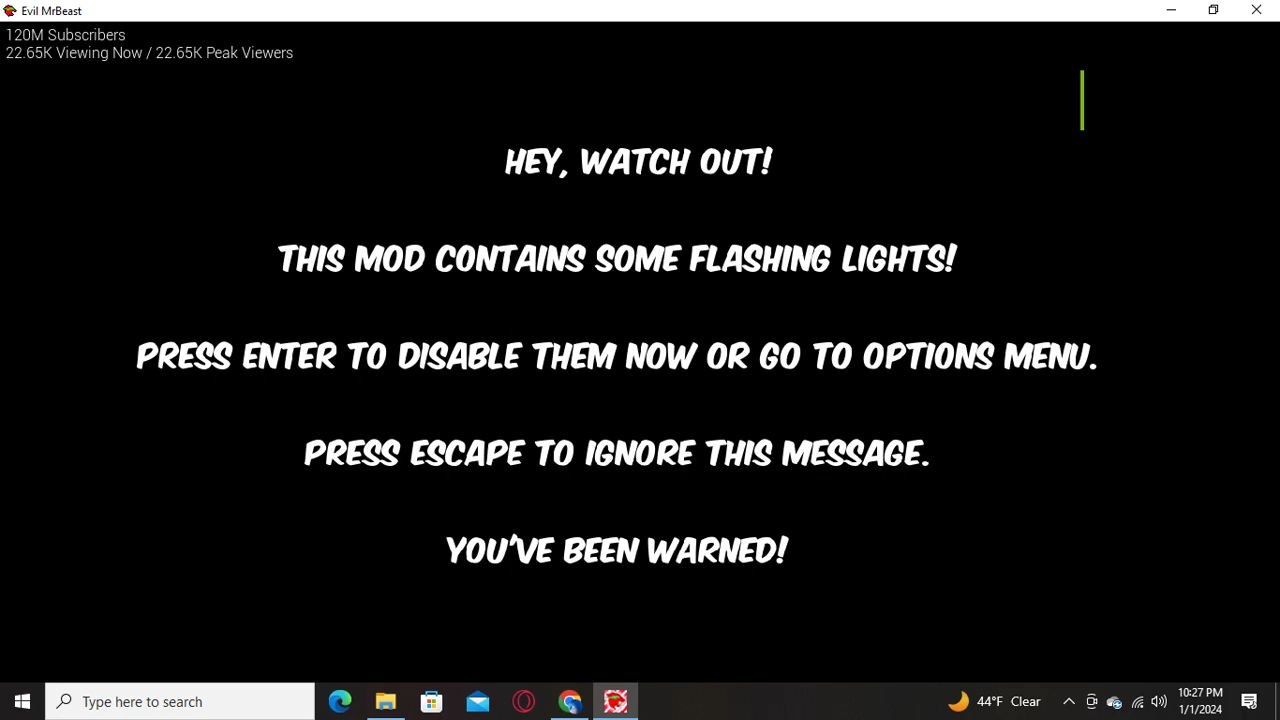 Evil MrBeast
120M Subscribers
22.65K Viewing Now / 22.65K Peak Viewers
HEY, WATCH OUT!
THIS MOD CONTAINS SOME FLASHING LIGHTS!
PRESS ENTER TO DISABLE THEM NOW OR GO TO OPTIONS MENU.
PRESS ESCAPE TO IGNORE THIS MESSAGE.
YOU'VE BEEN WARNED!
Type here to search
44°F Clear
10:27 PM
1/1/2024